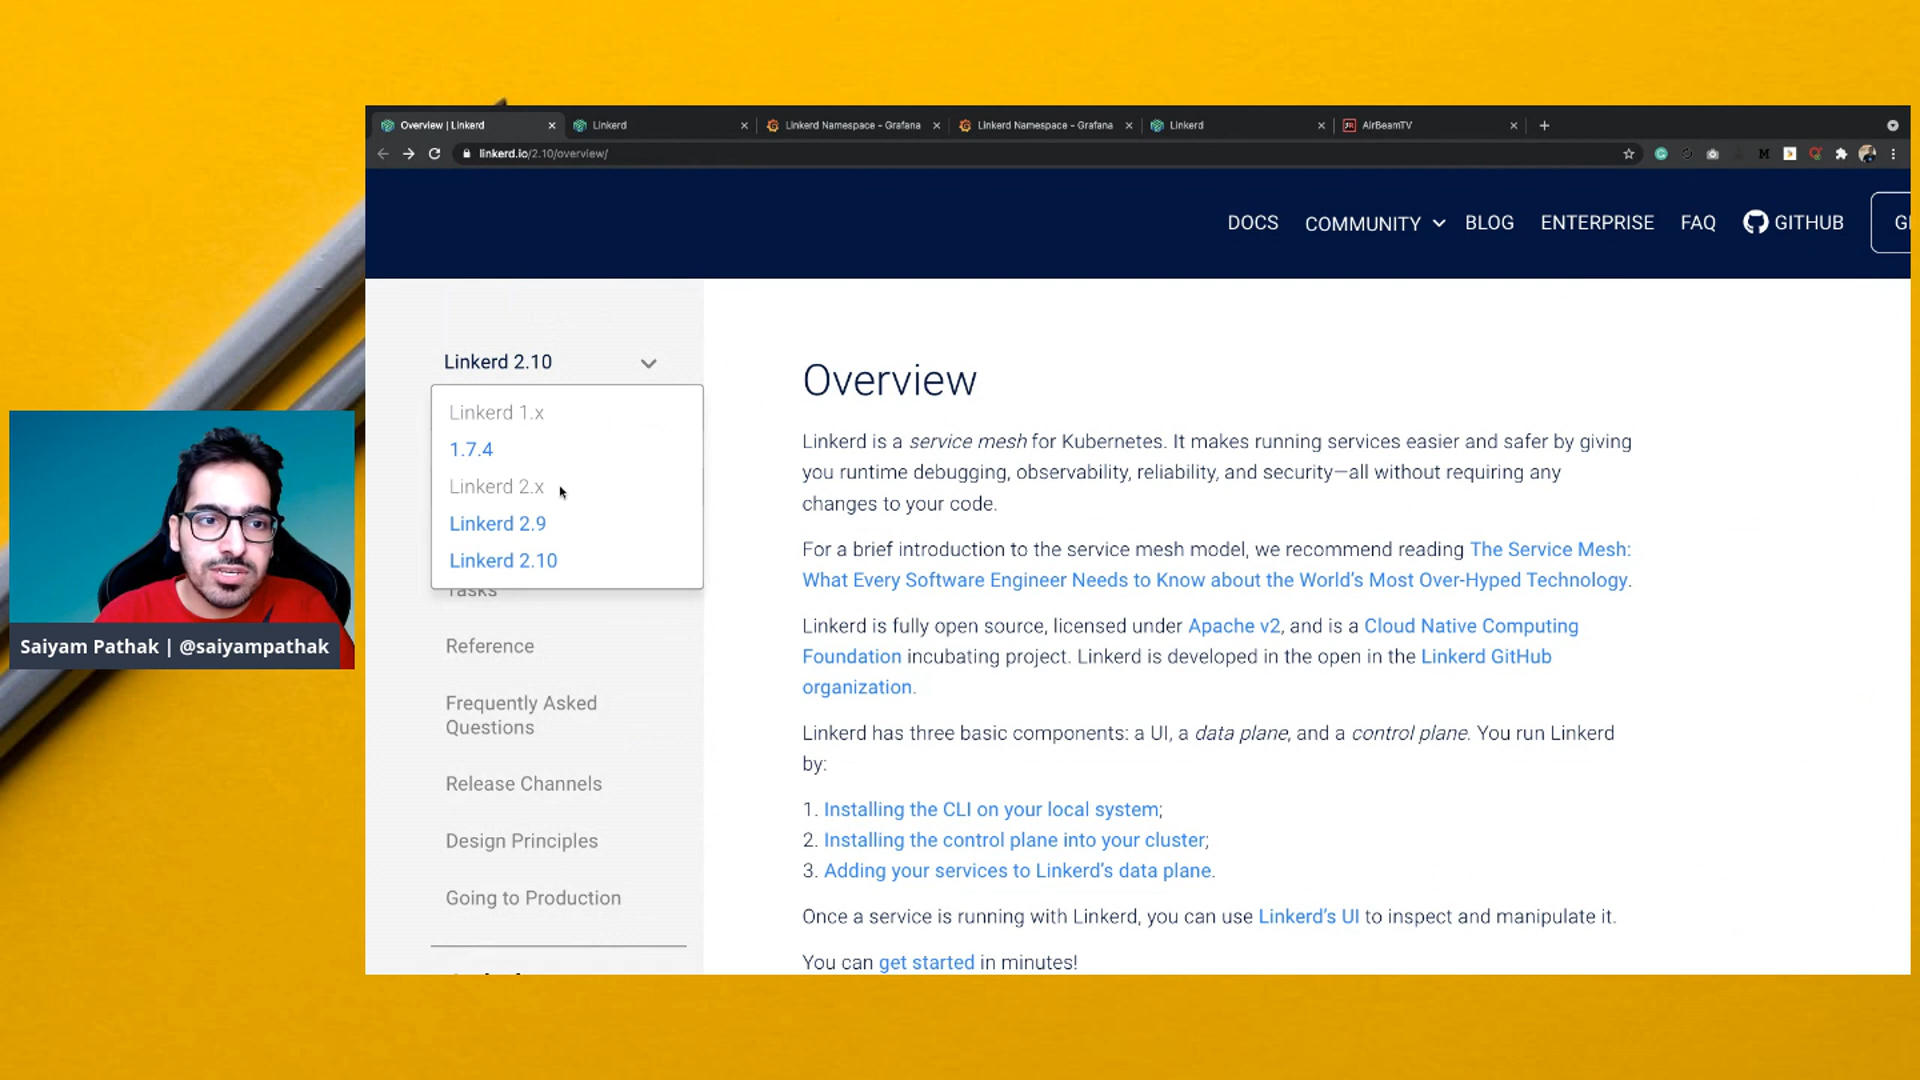 Overview | Linkerd
Linkerd
Linkerd Namespace - Grafana
Linkerd Namespace - Grafana
Linkerd
AirBeamTV
linkerd.io/2.10/overview/
DOCS
COMMUNITY
BLOG
ENTERPRISE
FAQ
GITHUB
Linkerd 2.10
Linkerd 1.x
1.7.4
Linkerd 2.x
Linkerd 2.9
Linkerd 2.10
Tasks
Reference
Frequently Asked
Questions
Release Channels
Design Principles
Going to Production
Overview
Linkerd is a service mesh for Kubernetes. It makes running services easier and safer by giving
you runtime debugging, observability, reliability, and security—all without requiring any
changes to your code.
For a brief introduction to the service mesh model, we recommend reading The Service Mesh:
What Every Software Engineer Needs to Know about the World's Most Over-Hyped Technology.
Linkerd is fully open source, licensed under Apache v2, and is a Cloud Native Computing
Foundation incubating project. Linkerd is developed in the open in the Linkerd GitHub
organization.
Linkerd has three basic components: a UI, a data plane, and a control plane. You run Linkerd
by:
1. Installing the CLI on your local system;
2. Installing the control plane into your cluster;
3. Adding your services to Linkerd's data plane.
Once a service is running with Linkerd, you can use Linkerd's UI to inspect and manipulate it.
You can get started in minutes!
Saiyam Pathak | @saiyampathak